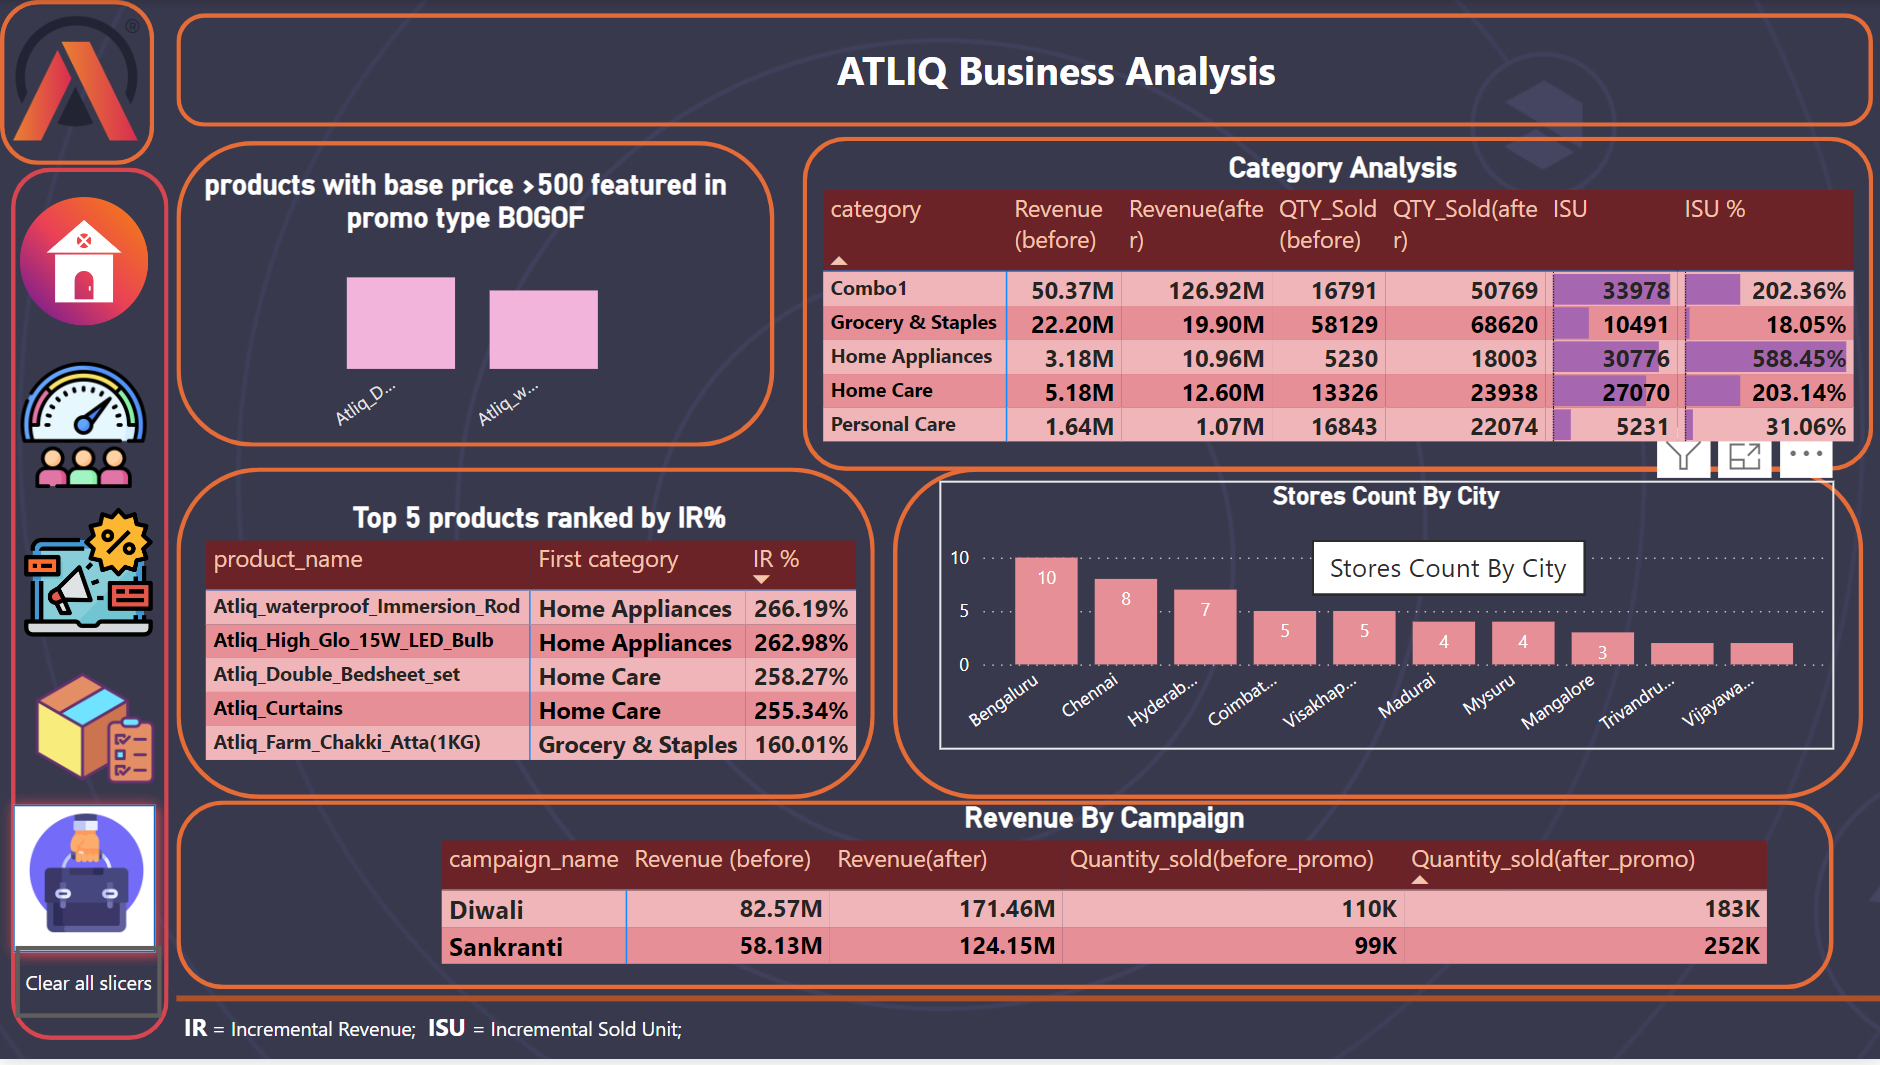 ®
ATLIQ Business Analysis
products with base price >500 featured in
promo type BOGOF
Atliq_D...
Atliq_w...
Category Analysis
category Revenue (before) Revenue(after) QTY_Sold (before) QTY_Sold(after) ISU ISU %
Combo1 50.37M 126.92M 16791 50769 33978 202.36%
Grocery & Staples 22.20M 19.90M 58129 68620 10491 18.05%
Home Appliances 3.18M 10.96M 5230 18003 30776 588.45%
Home Care 5.18M 12.60M 13326 23938 27070 203.14%
Personal Care 1.64M 1.07M 16843 22074 5231 31.06%
Top 5 products ranked by IR%
product_name First category IR %
Atliq_waterproof_Immersion_Rod Home Appliances 266.19%
Atliq_High_Glo_15W_LED_Bulb Home Appliances 262.98%
Atliq_Double_Bedsheet_set Home Care 258.27%
Atliq_Curtains Home Care 255.34%
Atliq_Farm_Chakki_Atta(1KG) Grocery & Staples 160.01%
Stores Count By City
Stores Count By City
10
5
0
10 8 7 5 5 4 4 3
Bengaluru Chennai Hyderab... Coimbat... Visakhap... Madurai Mysuru Mangalore Trivandru... Vijayawa...
Revenue By Campaign
campaign_name Revenue (before) Revenue(after) Quantity_sold(before_promo) Quantity_sold(after_promo)
Diwali 82.57M 171.46M 110K 183K
Sankranti 58.13M 124.15M 99K 252K
Clear all slicers
IR = Incremental Revenue; ISU = Incremental Sold Unit;